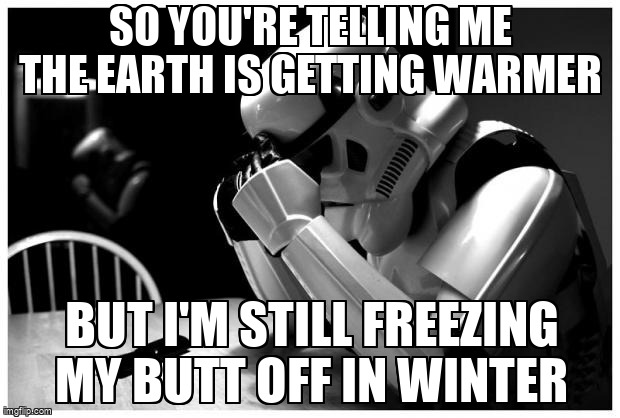 SO YOU'RE TELLING ME
THE EARTH IS GETTING WARMER
BUT I'M STILL FREEZING
MY BUTT OFF IN WINTER
imgflip.com